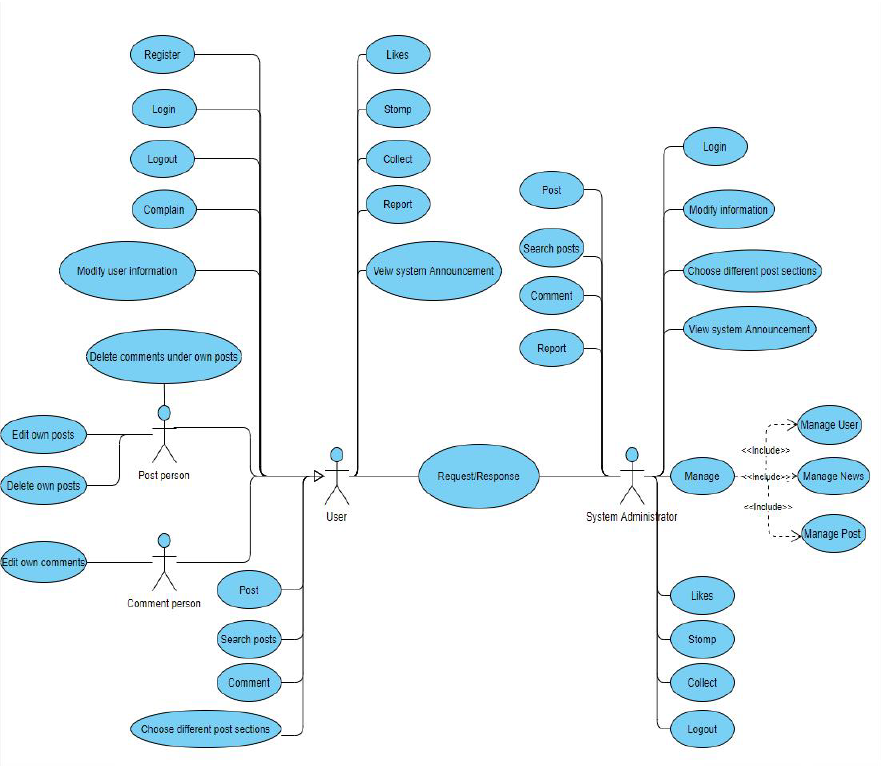 Register
Likes
Login
Stomp
Logout
Collect
Complain
Report
Modify user information
Veiw system Announcement
Login
Post
Modify information
Search posts
Choose different post sections
Comment
View system Announcement
Report
Delete comments under own posts
Edit own posts
Post person
Delete own posts
User
Request/Response
System Administrator
Manage
<<Include>>
Manage User
<<Include>>
Manage News
<<Include>>
Manage Post
Edit own comments
Comment person
Post
Search posts
Comment
Choose different post sections
Likes
Stomp
Collect
Logout